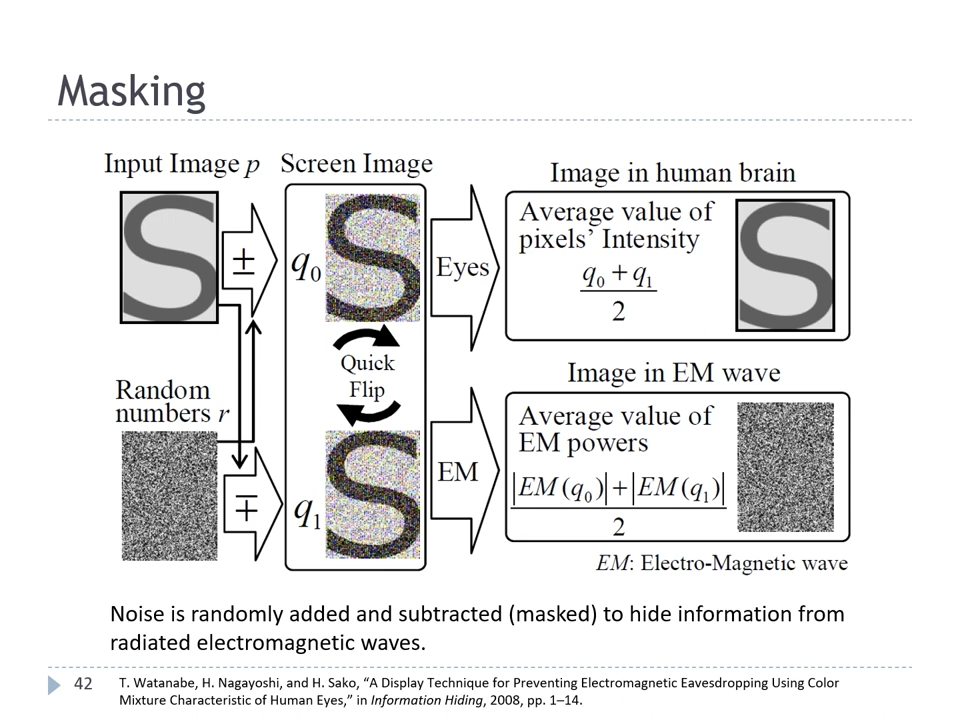 Masking
Input Image p
Screen Image
Image in human brain
S
±
q0
S
Eyes
Average value of
pixels' Intensity
q0 + q1
2
S
Quick
Flip
Random
numbers r
∓
q1
S
EM
Image in EM wave
Average value of
EM powers
|EM(q0)|+|EM(q1)|
2
EM: Electro-Magnetic wave
Noise is randomly added and subtracted (masked) to hide information from
radiated electromagnetic waves.
42
T. Watanabe, H. Nagayoshi, and H. Sako, “A Display Technique for Preventing Electromagnetic Eavesdropping Using Color
Mixture Characteristic of Human Eyes,” in Information Hiding, 2008, pp. 1–14.